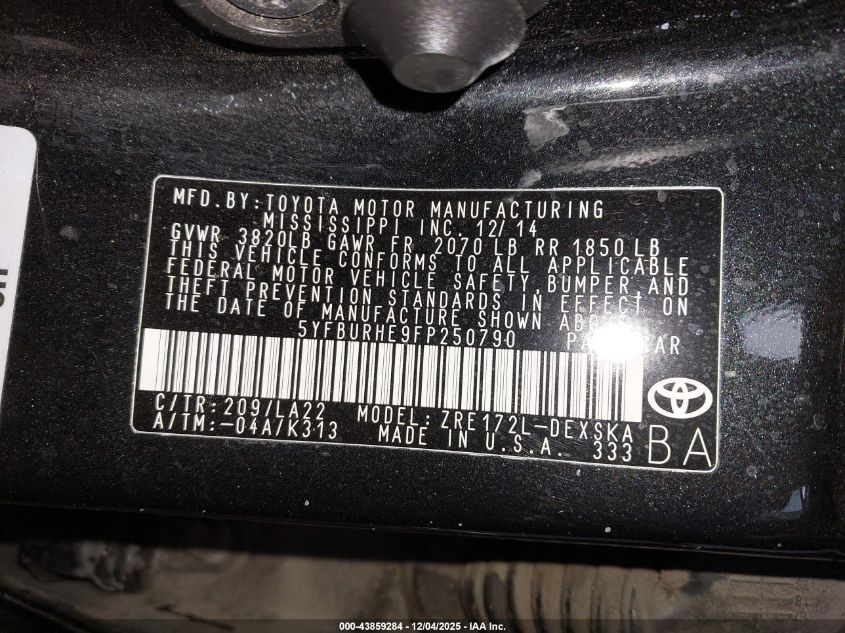 MFD. BY: TOYOTA MOTOR MANUFACTURING
MISSISSIPPI INC. 12/14
GVWR 3820LB GAWR FR 2070 LB RR 1850 LB
THIS VEHICLE CONFORMS TO ALL APPLICABLE
FEDERAL MOTOR VEHICLE SAFETY, BUMPER, AND
THEFT PREVENTION STANDARDS IN EFFECT ON
THE DATE OF MANUFACTURE SHOWN
5YFBURHE9FP250790
C/TR: 209/LA22 MODEL: ZRE172L-DEXSKA
A/TM: -04A/K313 MADE IN U.S.A. 333
BA
000-43859284 - 12/04/2025 - IAA Inc.